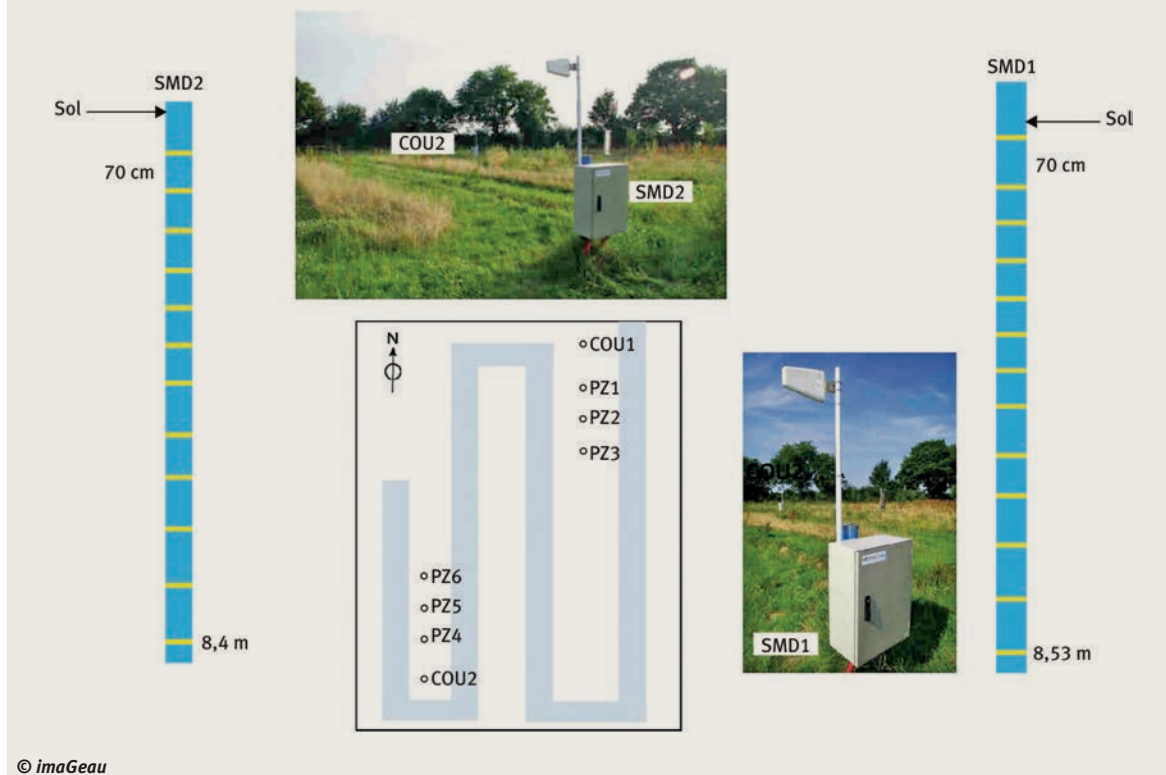 SMD2
Sol
70 cm
8,4 m
COU2
SMD2
N
COU1
PZ1
PZ2
PZ3
PZ6
PZ5
PZ4
COU2
COU2
SMD1
SMD1
Sol
70 cm
8,53 m
© imaGeau